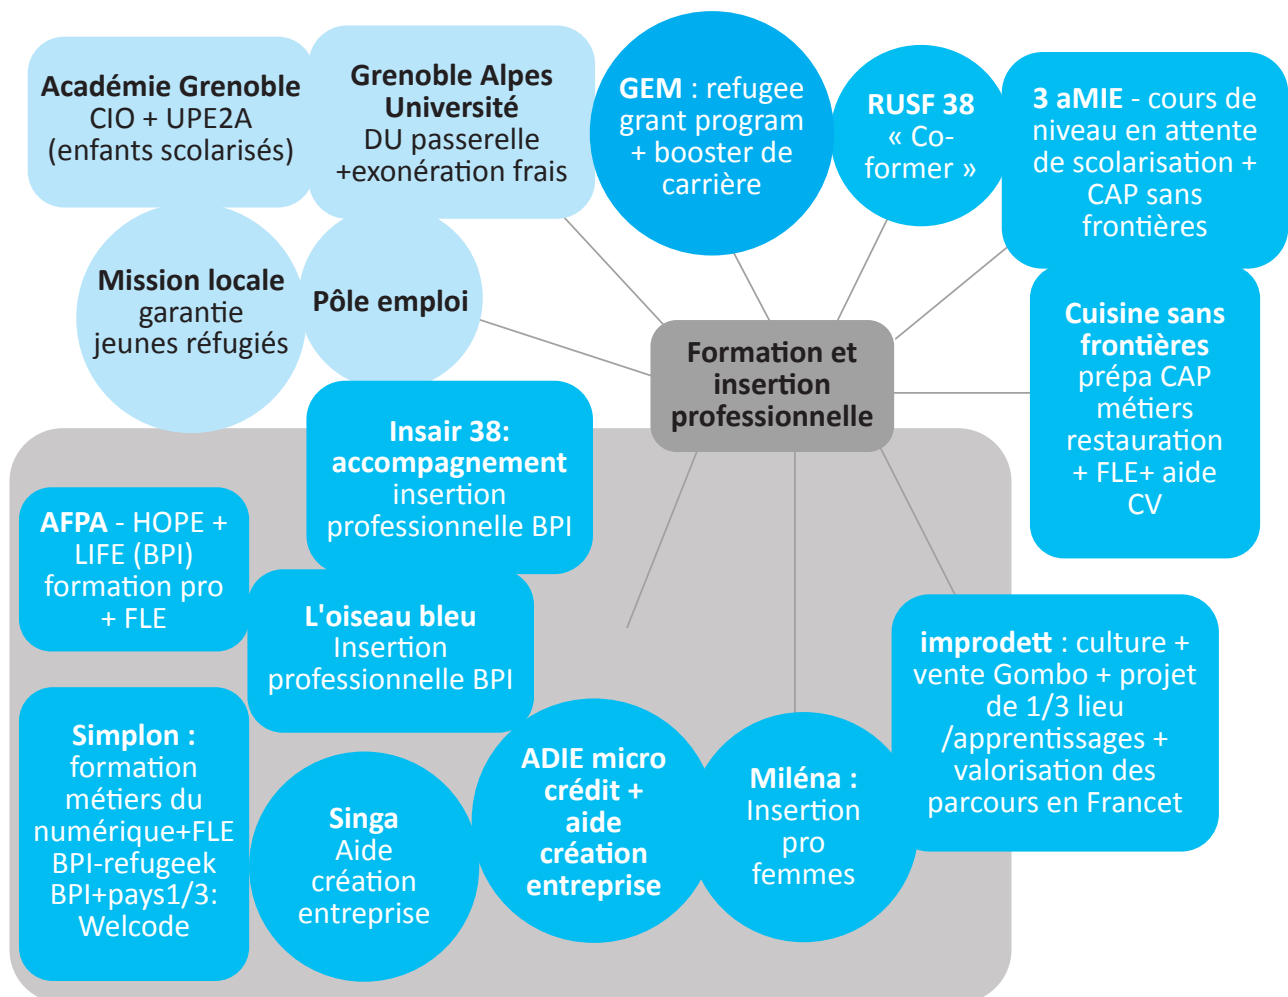 Académie Grenoble
CIO + UPE2A
(enfants scolarisés)
Grenoble Alpes
Université
DU passerelle
+exonération frais
GEM : refugee
grant program
+ booster de
carrière
RUSF 38
« Co-
former »
3 aMIE - cours de
niveau en attente
de scolarisation +
CAP sans
frontières
Mission locale
garantie
jeunes réfugiés
Pôle emploi
Formation et
insertion
professionnelle
Cuisine sans
frontières
prépa CAP
métiers
restauration
+ FLE+ aide
CV
Insair 38:
accompagnement
insertion
professionnelle BPI
AFPA - HOPE +
LIFE (BPI)
formation pro
+ FLE
L'oiseau bleu
Insertion
professionnelle BPI
improdett : culture +
vente Gombo + projet
de 1/3 lieu
/apprentissages +
valorisation des
parcours en Francet
Simplon :
formation
métiers du
numérique+FLE
BPI-refugeek
BPI+pays1/3:
Welcode
Singa
Aide
création
entreprise
ADIE micro
crédit +
aide
création
entreprise
Miléna :
Insertion
pro
femmes